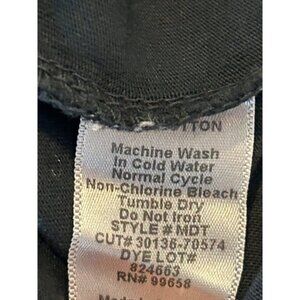 Machine Wash
In Cold Water
Normal Cycle
Non-Chlorine Bleach
Tumble Dry
Do Not Iron
STYLE # MDT
CUT# 30136-70574
DYE LOT#
824663
RN# 99658